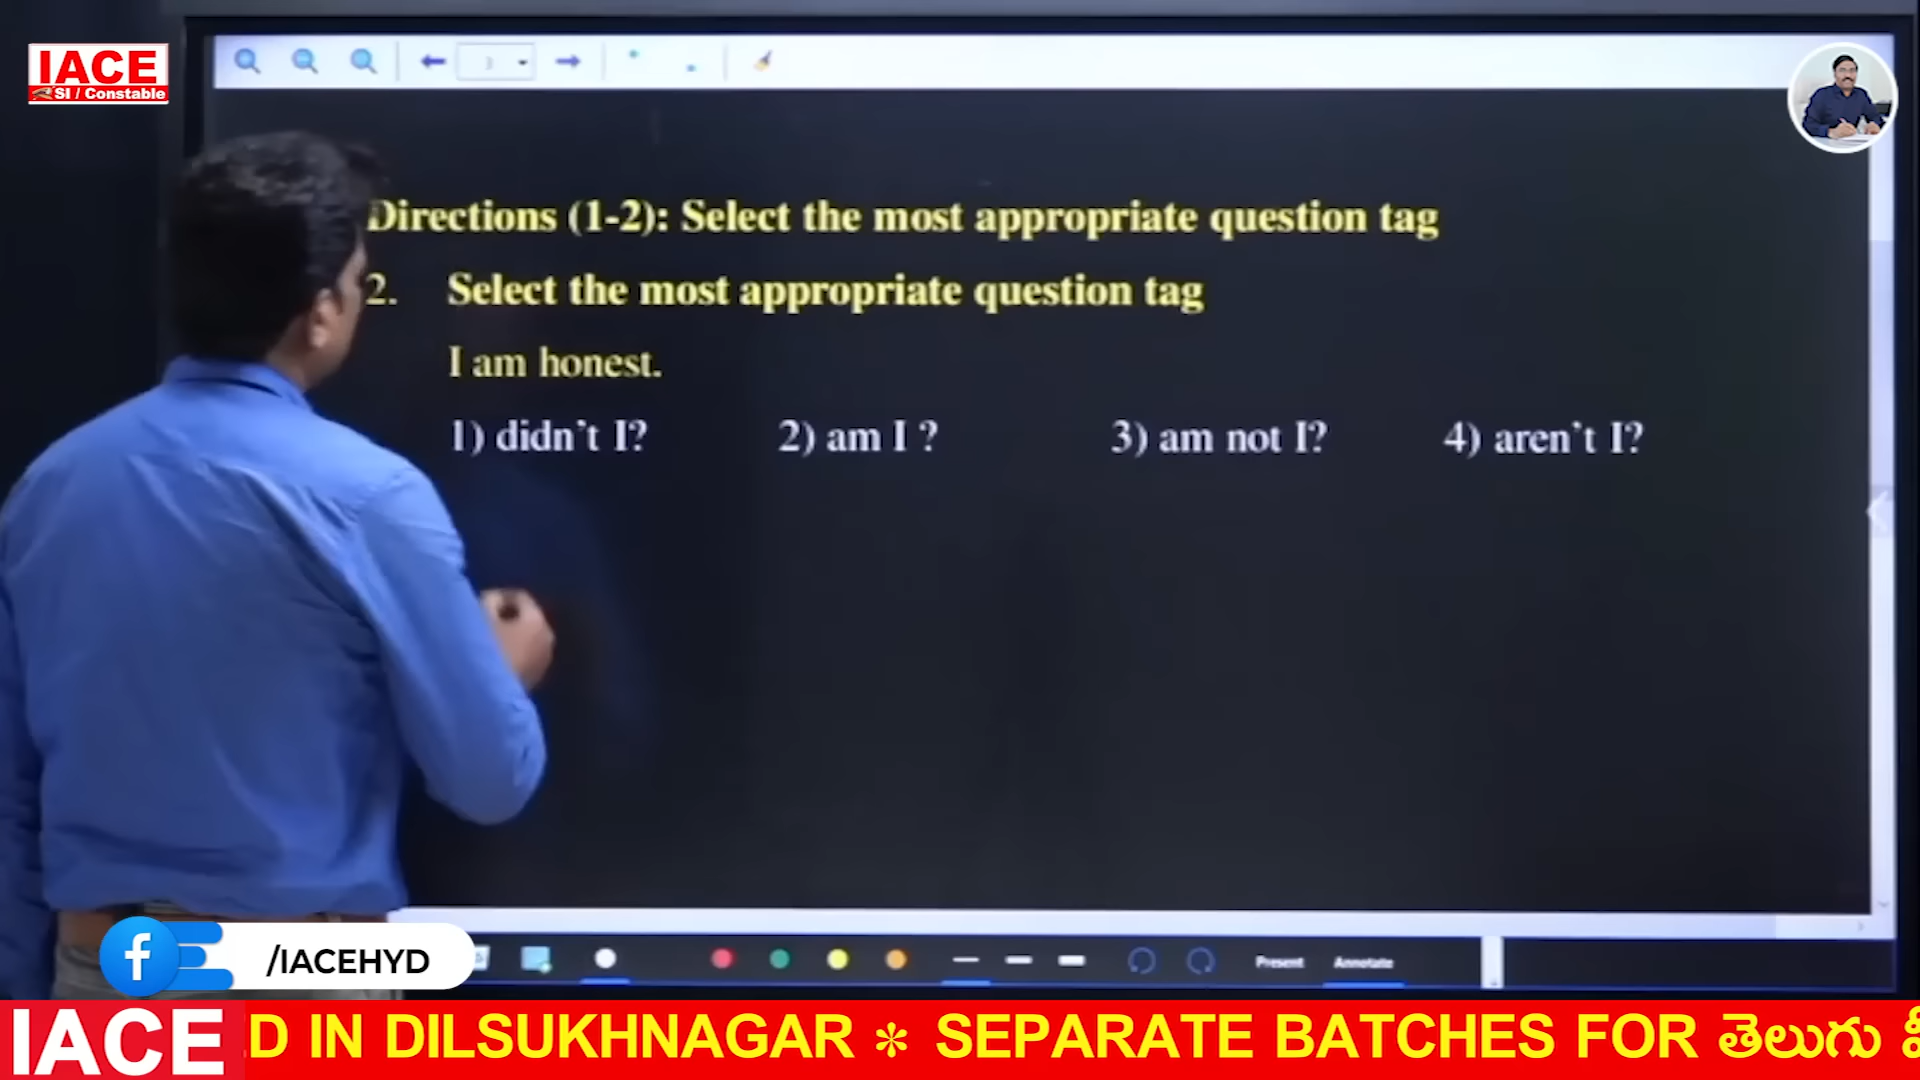 IACE
SI / Constable
Directions (1-2): Select the most appropriate question tag
2. Select the most appropriate question tag
I am honest.
1) didn't I? 2) am I ? 3) am not I? 4) aren't I?
Present Annotate
/IACEHYD
IACE D IN DILSUKHNAGAR * SEPARATE BATCHES FOR తెలుగు